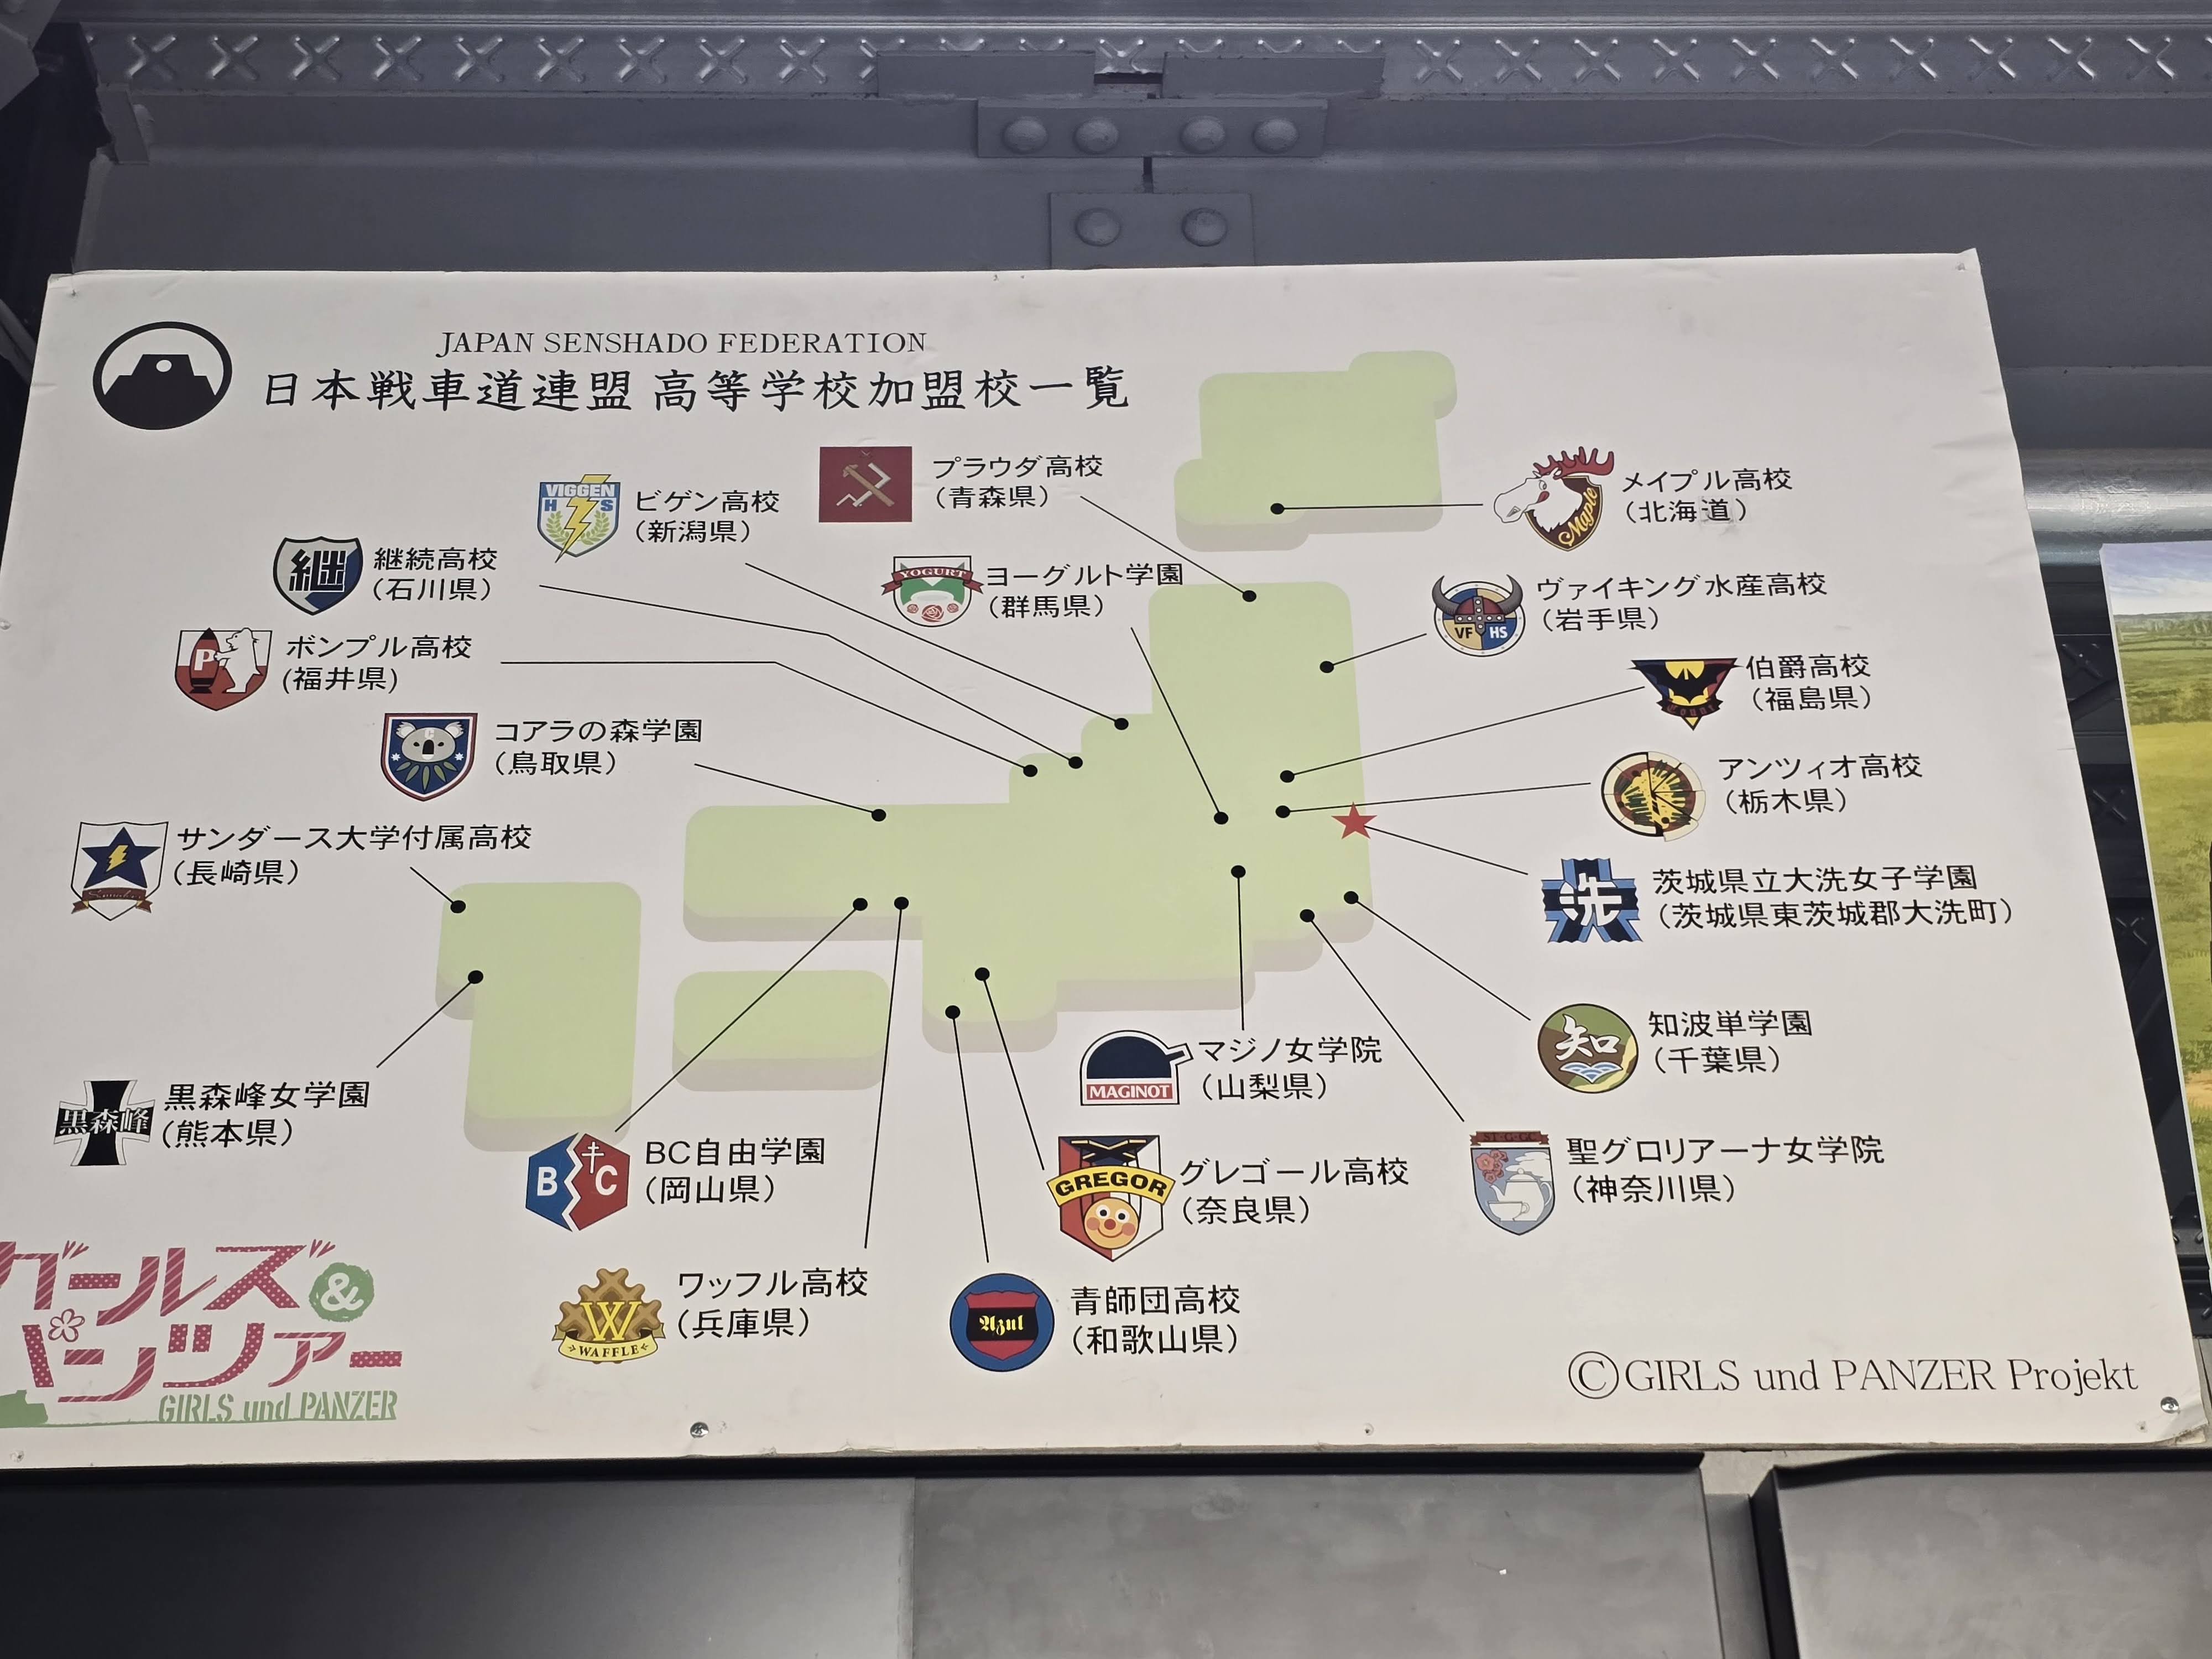 JAPAN SENSHADO FEDERATION
日本戦車道連盟 高等学校加盟校一覧
プラウダ高校
（青森県）
メイプル高校
（北海道）
Maple
VIGGEN
H S
ビゲン高校
（新潟県）
継
継続高校
（石川県）
YOGURT
ヨーグルト学園
（群馬県）
VF HS
ヴァイキング水産高校
（岩手県）
P
ボンプル高校
(福井県)
Count
伯爵高校
（福島県）
C
コアラの森学園
（鳥取県）
アンツィオ高校
（栃木県）
サンダース大学付属高校
（長崎県）
洗
茨城県立大洗女子学園
（茨城県東茨城郡大洗町）
知
知波単学園
（千葉県）
MAGINOT
マジノ女学院
（山梨県）
黒森峰
黒森峰女学園
（熊本県）
B C
BC自由学園
（岡山県）
GREGOR
グレゴール高校
（奈良県）
ST.G.GC
聖グロリアーナ女学院
（神奈川県）
W
WAFFLE
ワッフル高校
（兵庫県）
Azul
青師団高校
（和歌山県）
ガールズ&
パンツァー
GIRLS und PANZER
©GIRLS und PANZER Projekt